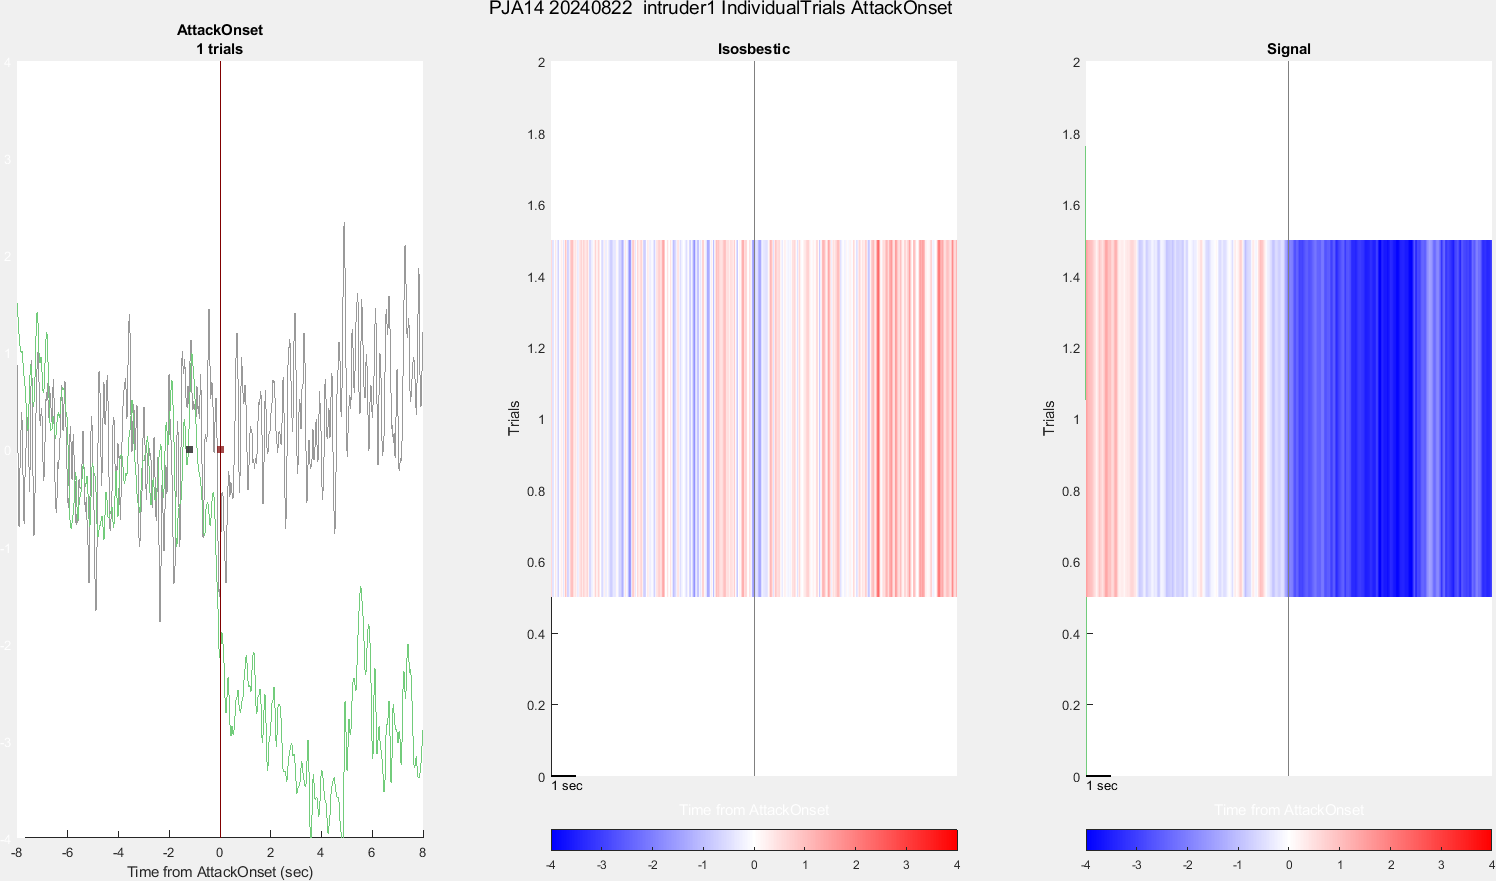 PJA14 20240822  intruder1 IndividualTrials AttackOnset
AttackOnset
1 trials
4
3
2
1
0
-1
-2
-3
-4
-8 -6 -4 -2 0 2 4 6 8
Time from AttackOnset (sec)
Isosbestic
Trials
2
1.8
1.6
1.4
1.2
1
0.8
0.6
0.4
0.2
0
1 sec
Time from AttackOnset
-4 -3 -2 -1 0 1 2 3 4
Signal
Trials
2
1.8
1.6
1.4
1.2
1
0.8
0.6
0.4
0.2
0
1 sec
Time from AttackOnset
-4 -3 -2 -1 0 1 2 3 4